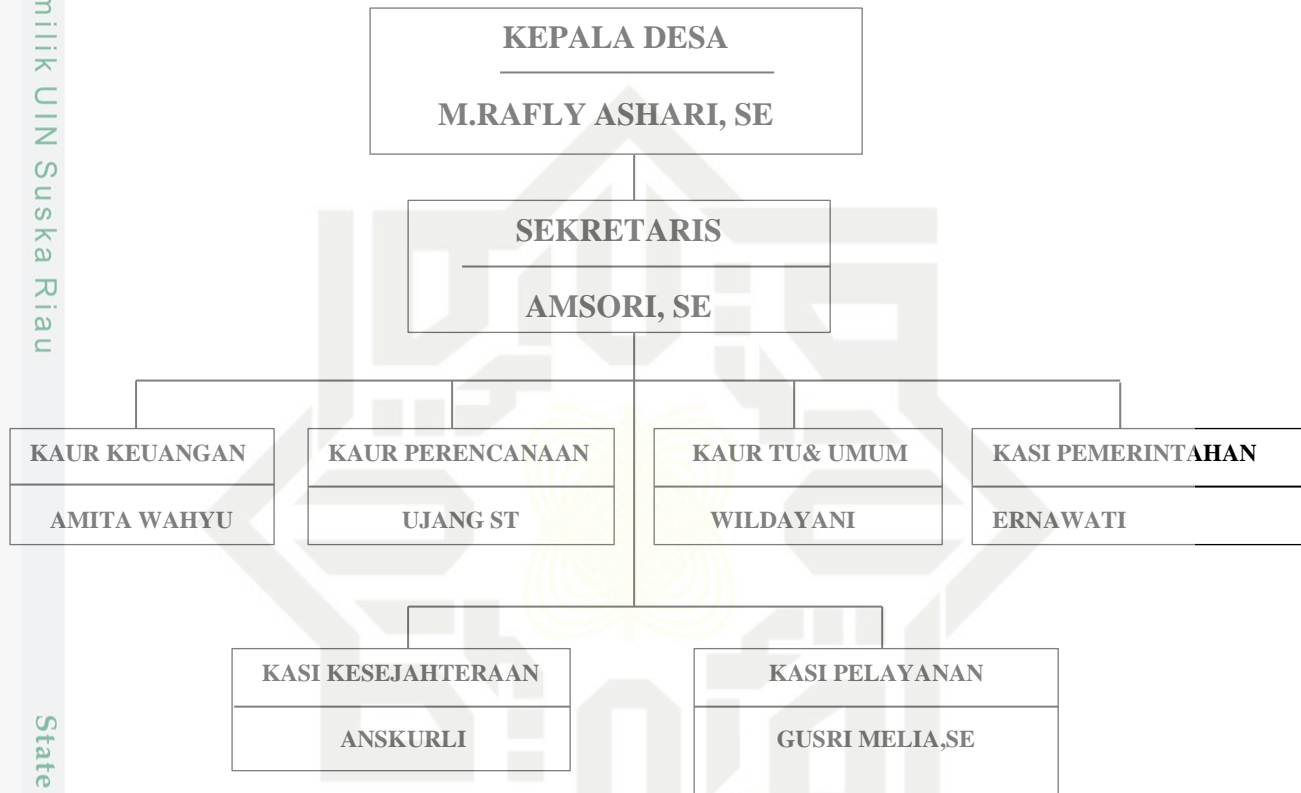 milik UIN Suska Riau
State
KEPALA DESA
M.RAFLY ASHARI, SE
SEKRETARIS
AMSORI, SE
KAUR KEUANGAN
AMITA WAHYU
KAUR PERENCANAAN
UJANG ST
KAUR TU& UMUM
WILDAYANI
KASI PEMERINTAHAN
ERNAWATI
KASI KESEJAHTERAAN
ANSKURLI
KASI PELAYANAN
GUSRI MELIA,SE